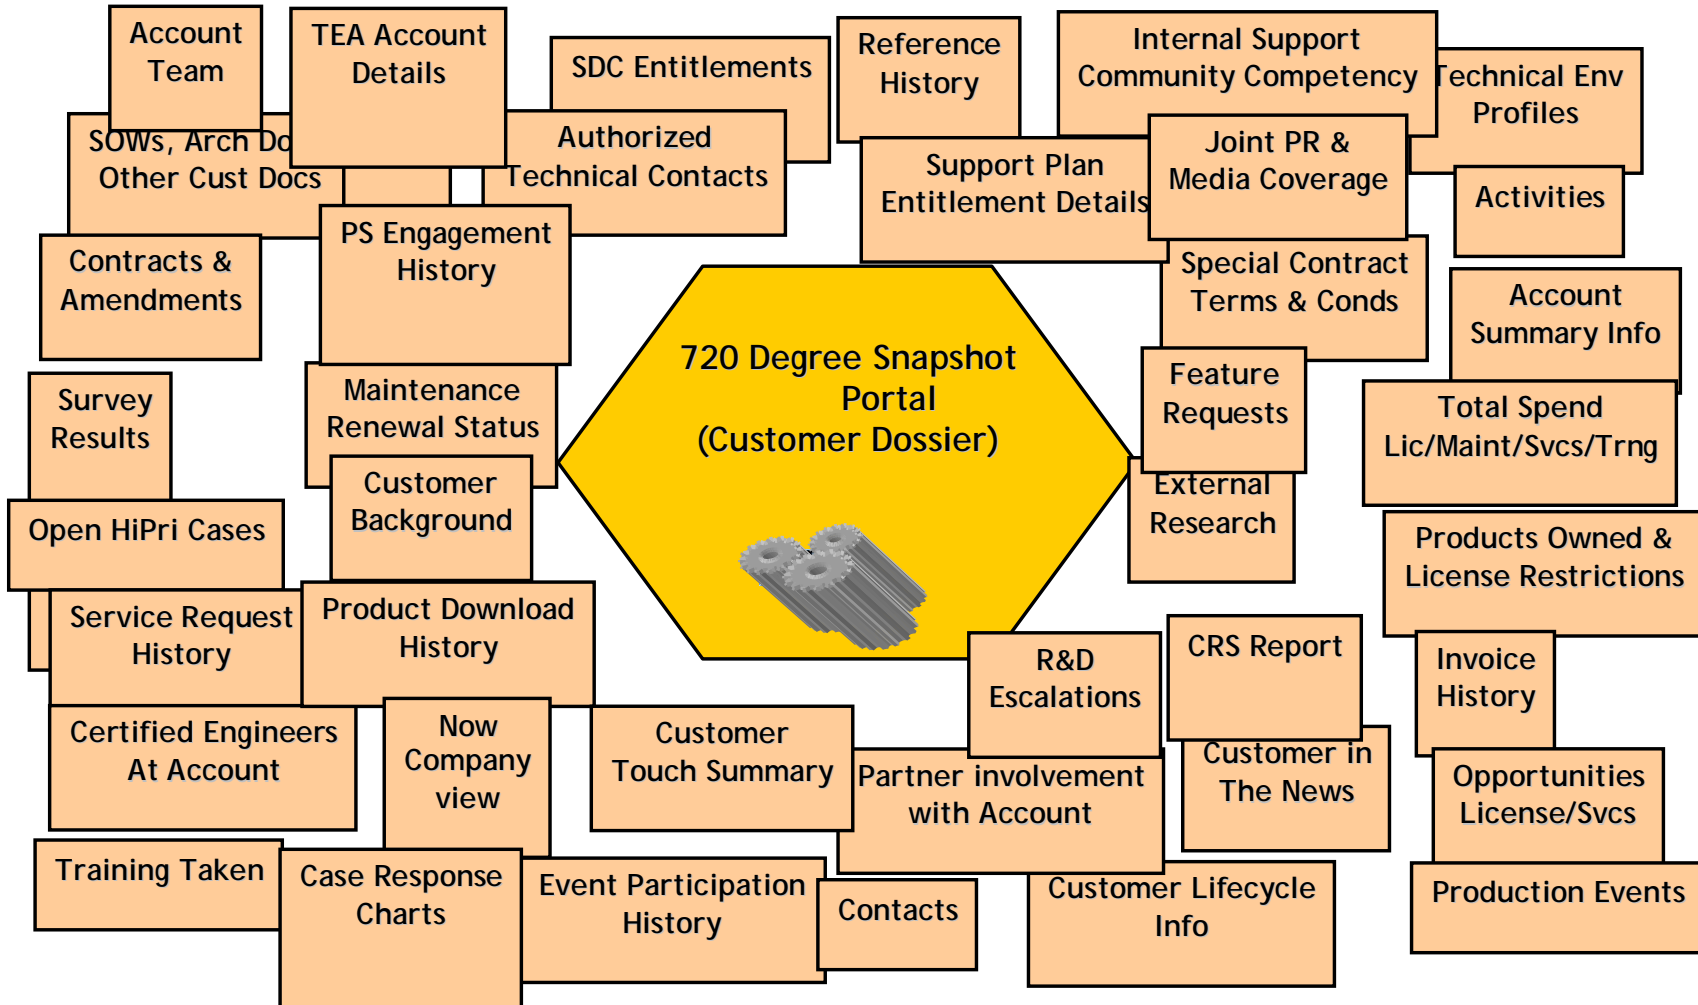 Account
Team
TEA Account
Details
SDC Entitlements
Reference
History
Internal Support
Community Competency
Technical Env
Profiles
SOWs, Arch Do
Other Cust Docs
Authorized
Technical Contacts
Support Plan
Entitlement Details
Joint PR &
Media Coverage
Activities
Contracts &
Amendments
PS Engagement
History
Special Contract
Terms & Conds
Account
Summary Info
720 Degree Snapshot
Portal
(Customer Dossier)
Survey
Results
Maintenance
Renewal Status
Feature
Requests
Total Spend
Lic/Maint/Svcs/Trng
Customer
Background
External
Research
Open HiPri Cases
Products Owned &
License Restrictions
Service Request
History
Product Download
History
R&D
Escalations
CRS Report
Invoice
History
Certified Engineers
At Account
Now
Company
view
Customer
Touch Summary
Partner involvement
with Account
Customer in
The News
Opportunities
License/Svcs
Training Taken
Case Response
Charts
Event Participation
History
Contacts
Customer Lifecycle
Info
Production Events